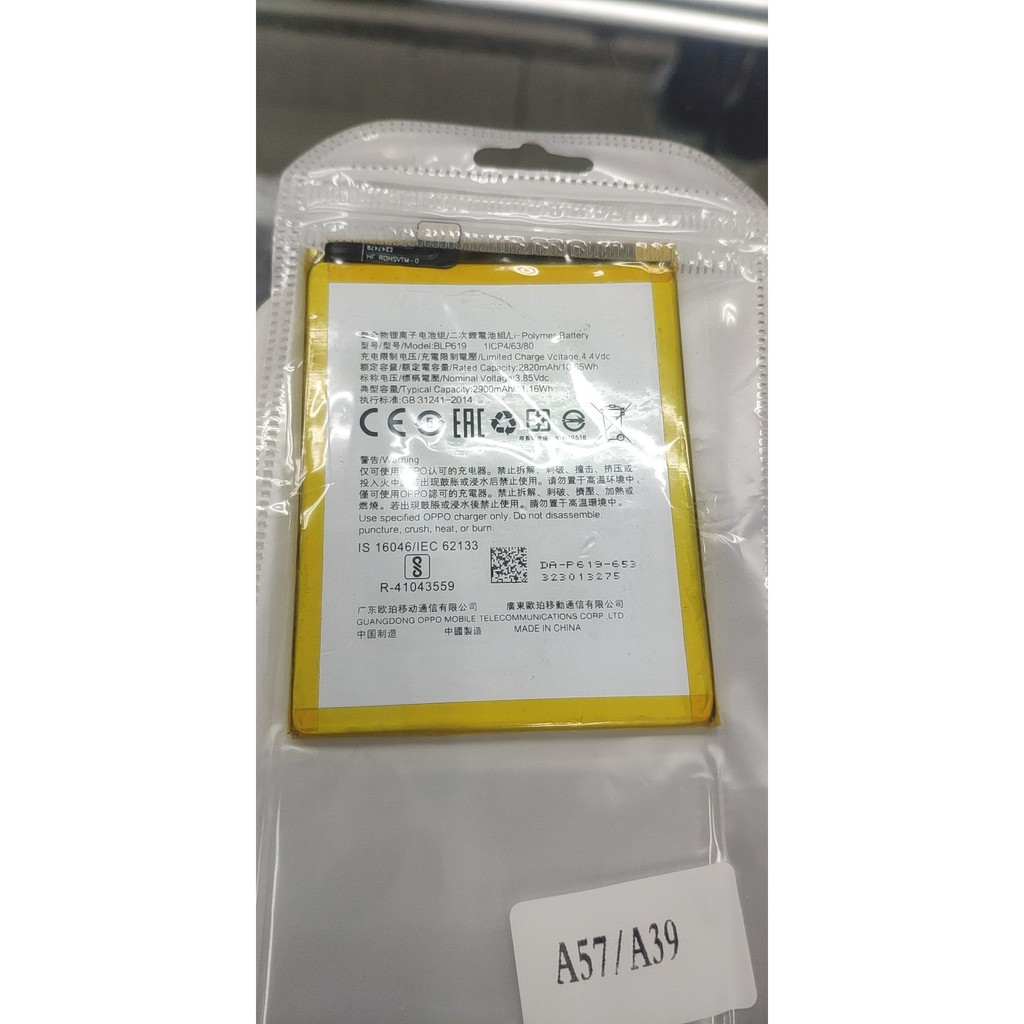 HF ROHSVTM-0
聚合物锂离子电池组/二次鋰電池組/Li-Polymer Battery
型号/型号/Model:BLP619 1ICP4/63/80
充电限制电压/充電限制電壓/Limited Charge Voltage:4.4Vdc
额定容量/額定電容量/Rated Capacity:2820mAh/10.85Wh
标称电压/標稱電壓/Nominal Voltage:3.85Vdc
典型容量/Typical Capacity:2900mAh/11.16Wh
执行标准:GB 31241-2014
CE EAC
警告/Warning
仅可使用OPPO认可的充电器。禁止拆解、刺破、撞击、挤压或
投入火中。若出现鼓胀或浸水后禁止使用。请勿置于高温环境中。
僅可使用OPPO認可的充電器。禁止拆解、刺破、擠壓、加熱或
燃燒。若出現鼓脹或浸水後禁止使用。請勿置于高溫環境中。
Use specified OPPO charger only. Do not disassemble,
puncture, crush, heat, or burn.
IS 16046/IEC 62133
R-41043559
DA-P619-653
323013275
广东欧珀移动通信有限公司 廣東歐珀移動通信有限公司
GUANGDONG OPPO MOBILE TELECOMMUNICATIONS CORP. LTD
中国制造 中國製造 MADE IN CHINA
A57/A39